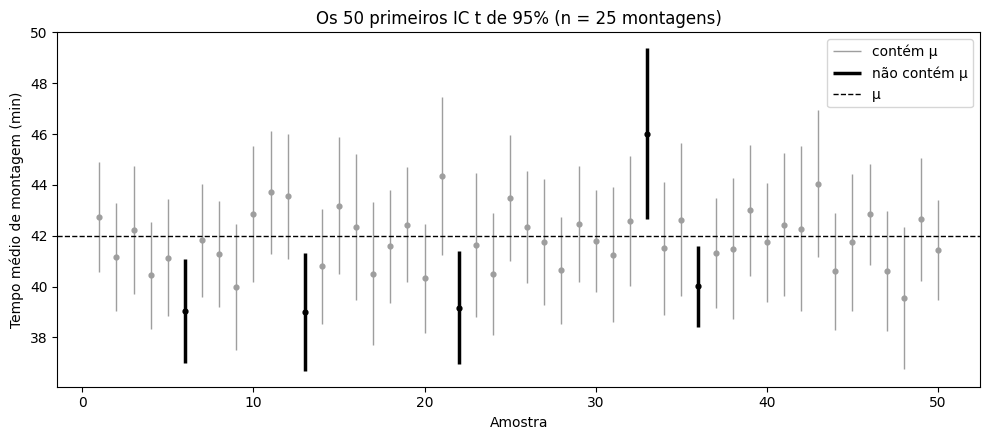 Os 50 primeiros IC t de 95% (n = 25 montagens)
50
48
46
44
42
40
38
Tempo médio de montagem (min)
contém μ
não contém μ
μ
0
10
20
30
40
50
Amostra